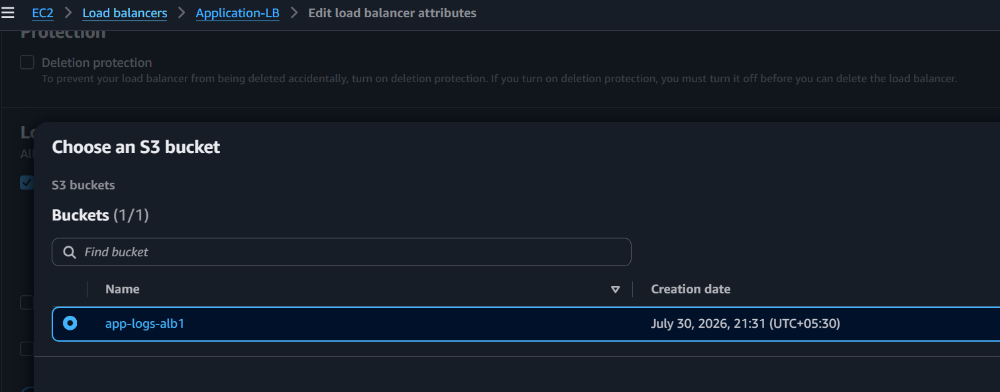 EC2 > Load balancers > Application-LB > Edit load balancer attributes
Protection
Deletion protection
To prevent your load balancer from being deleted accidentally, turn on deletion protection. If you turn on deletion protection, you must turn it off before you can delete the load balancer.
Lo
All
Choose an S3 bucket
S3 buckets
Buckets (1/1)
Find bucket
Name Creation date
app-logs-alb1 July 30, 2026, 21:31 (UTC+05:30)